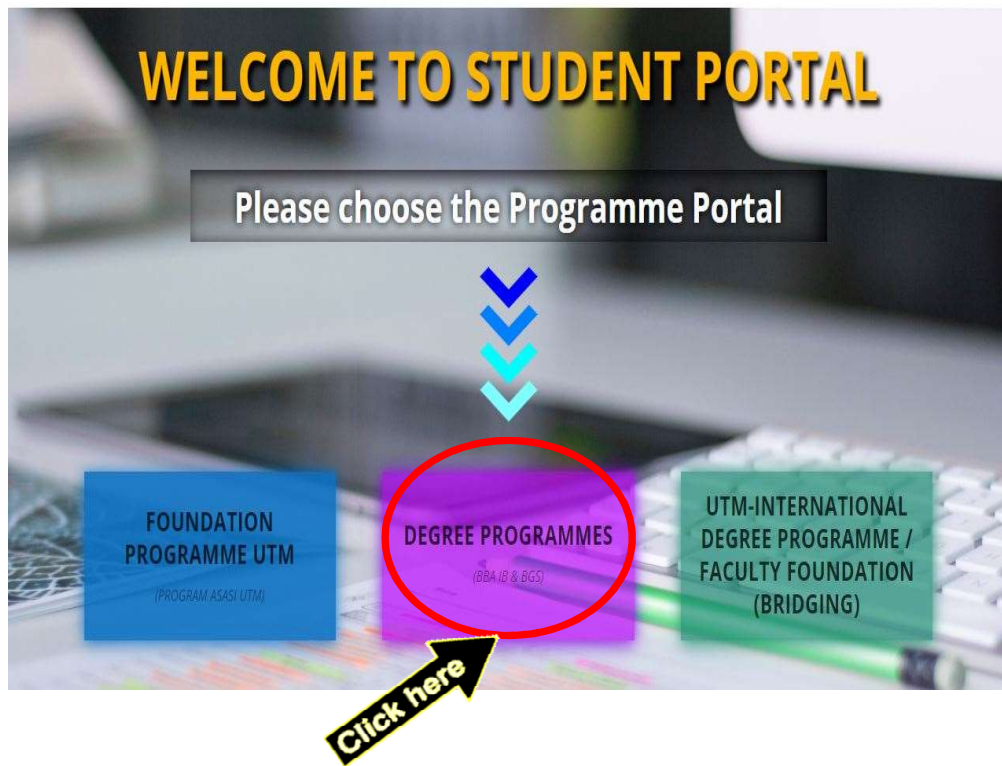 WELCOME TO STUDENT PORTAL
Please choose the Programme Portal
FOUNDATION
PROGRAMME UTM
(PROGRAM ASASI UTM)
DEGREE PROGRAMMES
(BBA IB & BGS)
UTM-INTERNATIONAL
DEGREE PROGRAMME /
FACULTY FOUNDATION
(BRIDGING)
Click here